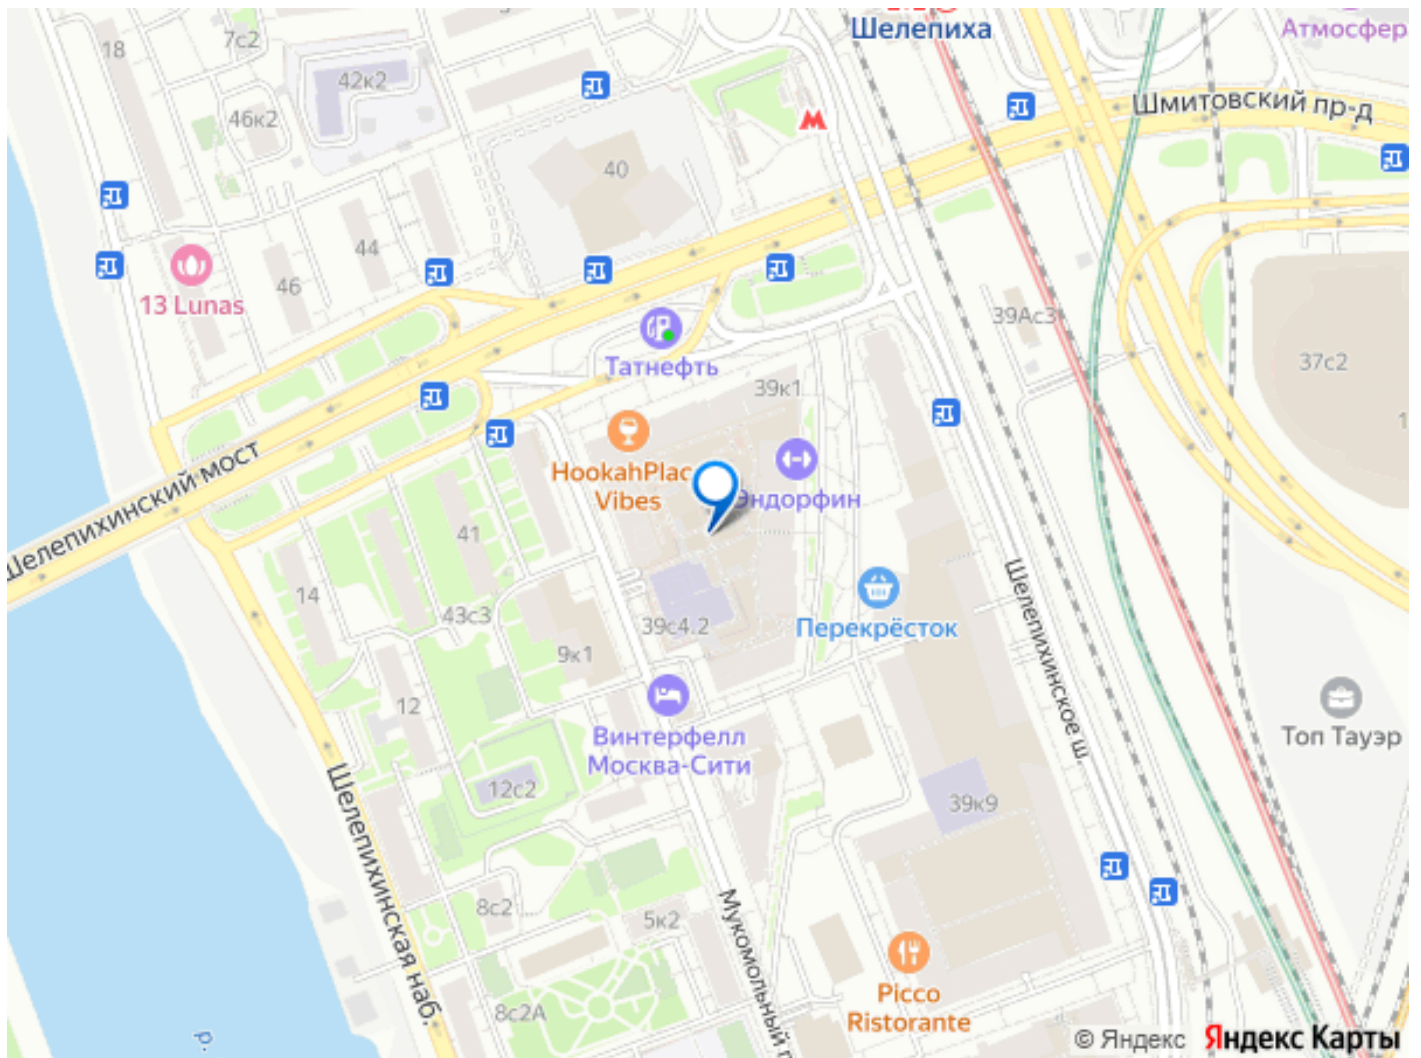 Шелепиха
Атмосфер
18
7с2
42к2
46к2
Шмитовский пр-д
40
44
46
13 Lunas
39Ас3
Татнефть
37с2
39к1
1
HookahPlac
Vibes
Эндорфин
Шелепихинский мост
41
14
43с3
Шелепихинское ш.
Перекрёсток
39с4.2
9к1
12
Винтерфелл
Москва-Сити
Топ Тауэр
12с2
39к9
Шелепихинская наб.
8с2
5к2
Мукомольный п
Picco
Ristorante
8с2А
р.
© Яндекс Яндекс Карты